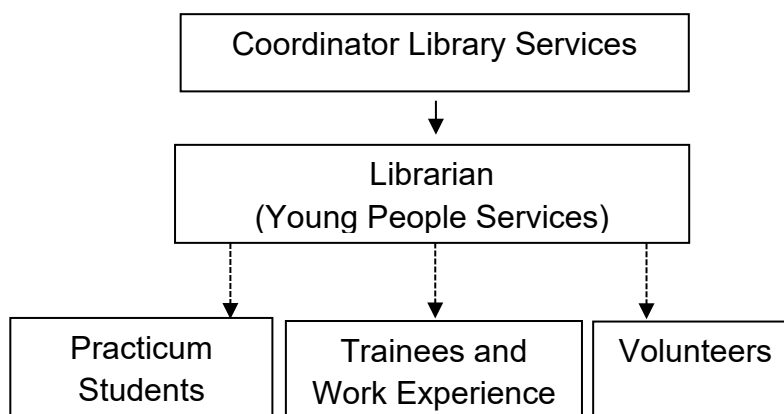 Coordinator Library Services
Librarian
(Young People Services)
Practicum
Students
Trainees and
Work Experience
Volunteers